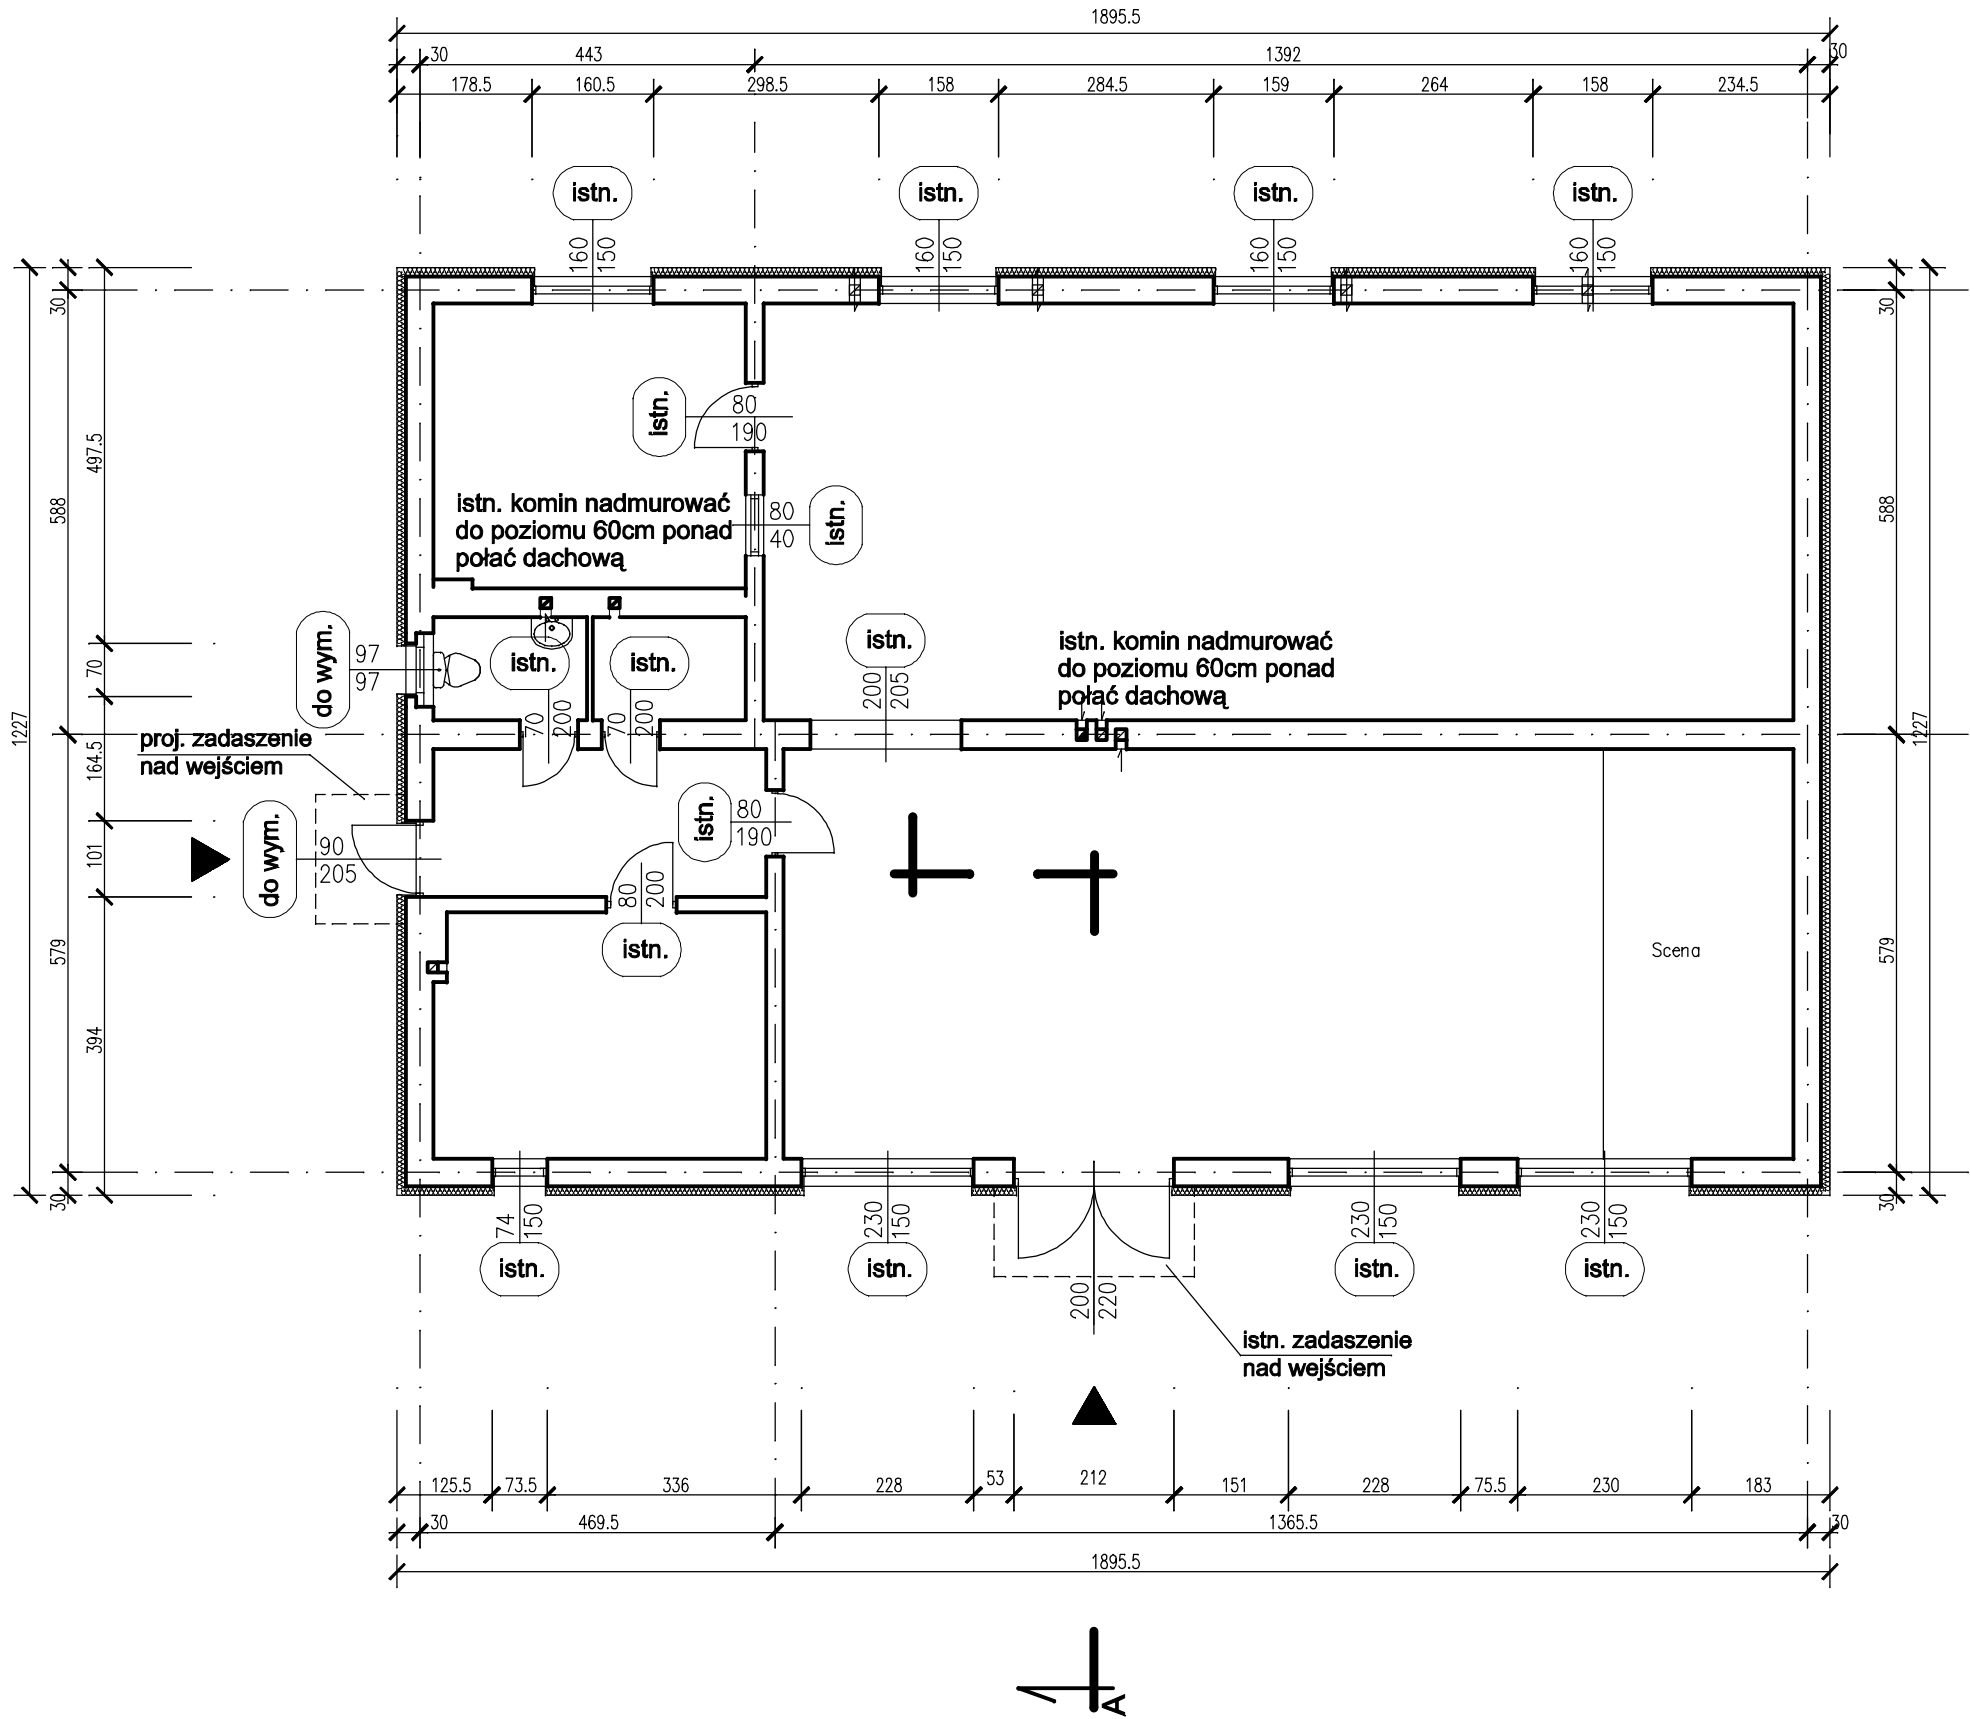 1895.5
30 443 1392 30
178.5 160.5 298.5 158 284.5 159 264 158 234.5
istn. istn. istn. istn.
160 150 160 150 160 150 160 150
30 30
istn. 80
190
497.5
588 588
istn. komin nadmurować
do poziomu 60cm ponad
połać dachową
80
40
istn.
do wym. 97
97
70
istn. istn. istn.
70 200 70 200 200 205
istn. komin nadmurować
do poziomu 60cm ponad
połać dachową
1227 1227
proj. zadaszenie
nad wejściem
164.5
istn. 80
190
do wym. 90
205
101
80 200
istn.
579 579
Scena
394
30 30
74 150 230 150 230 150 230 150
istn. istn. istn. istn.
200 220
istn. zadaszenie
nad wejściem
125.5 73.5 336 228 53 212 151 228 75.5 230 183
30 469.5 1365.5 30
1895.5
A